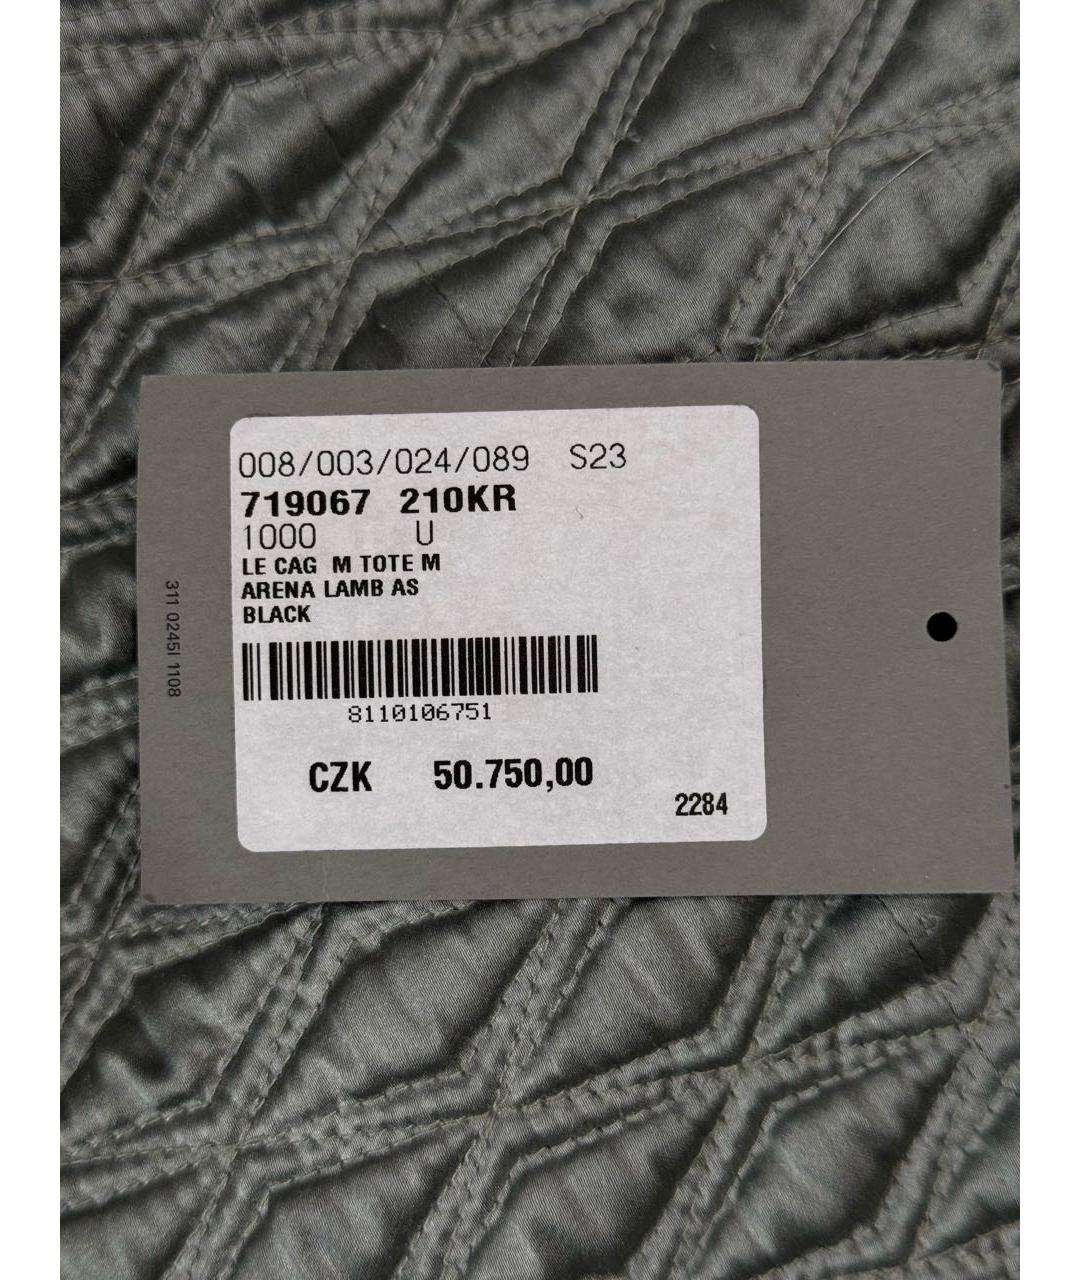 008/003/024/089 S23
719067 210KR
1000 U
LE CAG M TOTE M
ARENA LAMB AS
BLACK
8110106751
CZK 50.750,00
2284
311 0245I 1108